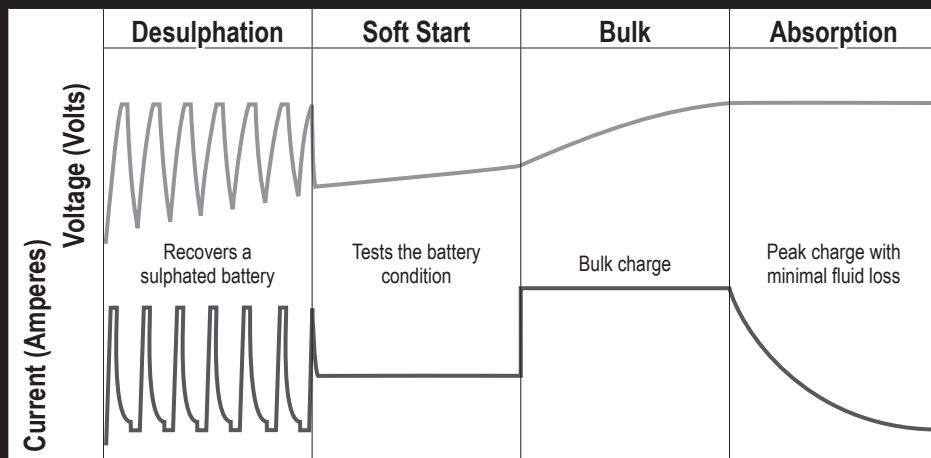 Desulphation
Soft Start
Bulk
Absorption
Voltage (Volts)
Current (Amperes)
Recovers a
sulphated battery
Tests the battery
condition
Bulk charge
Peak charge with
minimal fluid loss